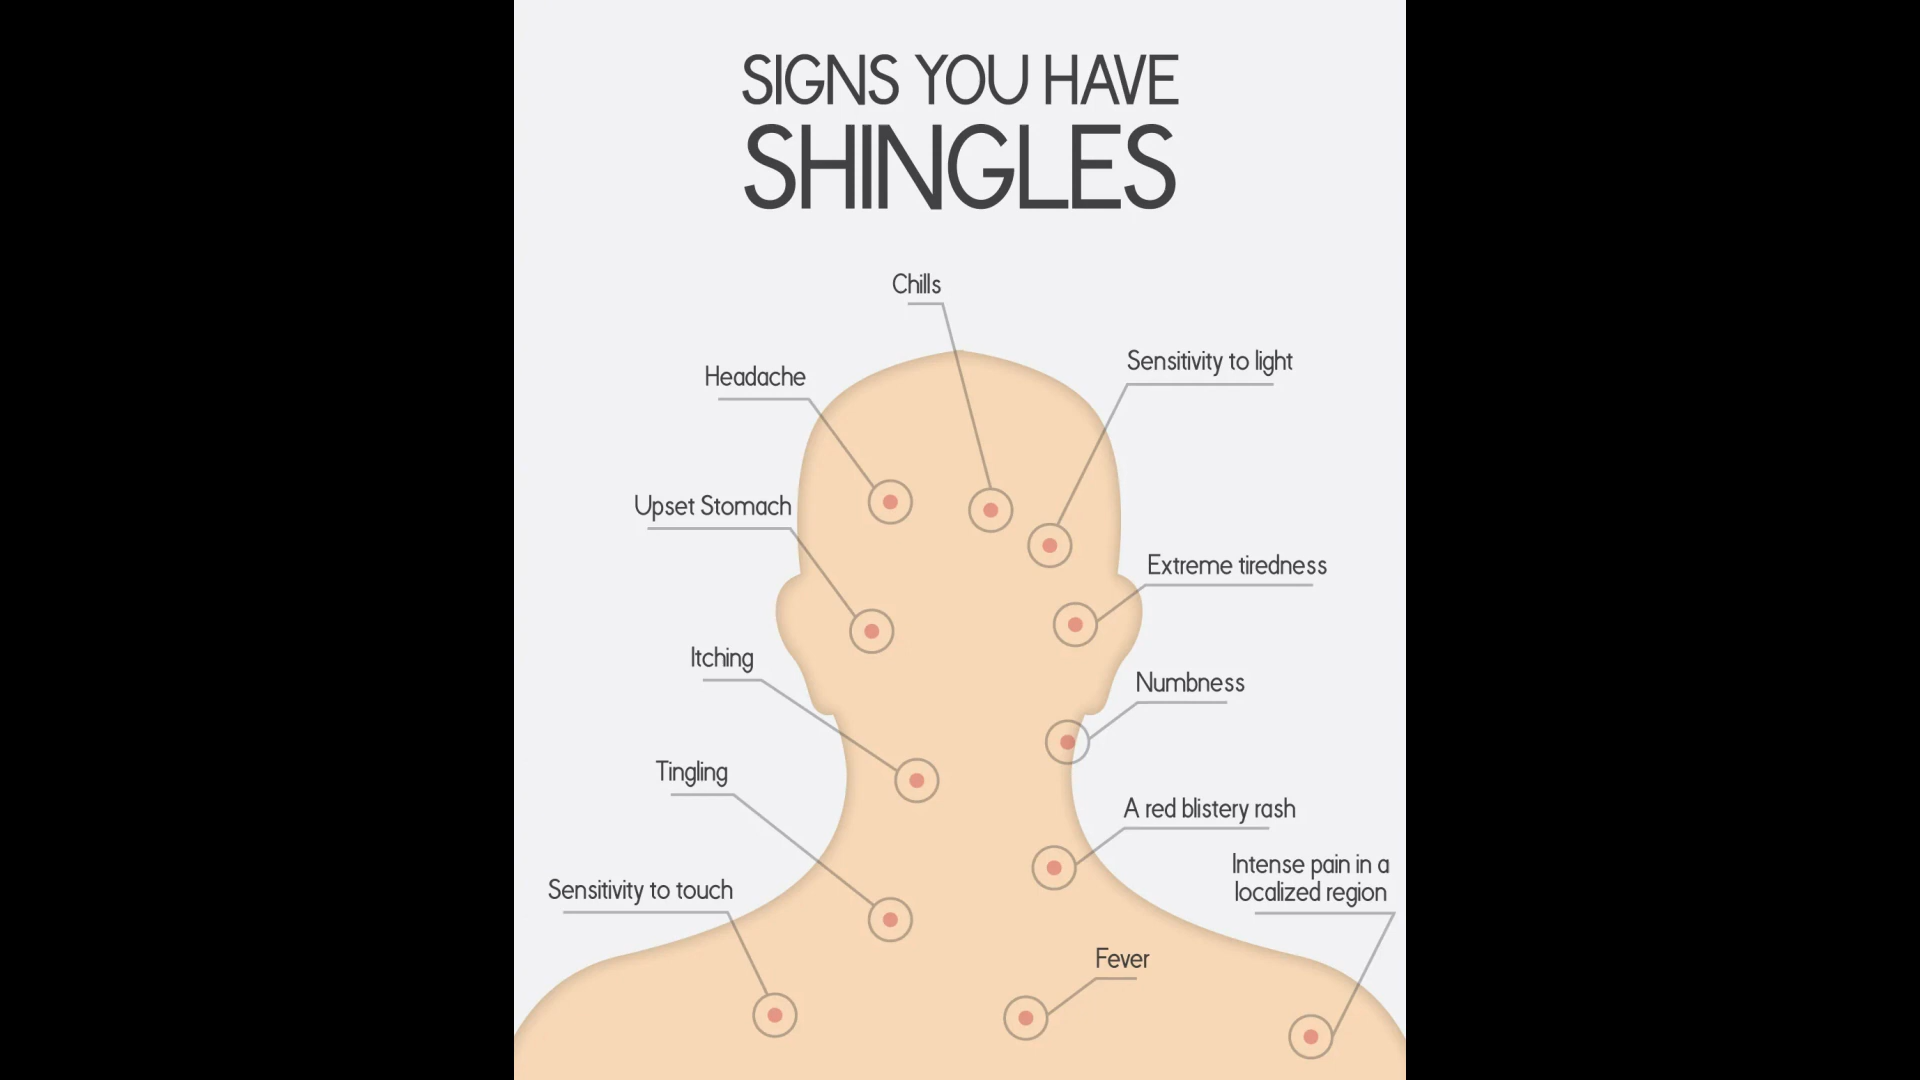 SIGNS YOU HAVE
SHINGLES
Chills
Sensitivity to light
Headache
Upset Stomach
Extreme tiredness
Itching
Numbness
Tingling
A red blistery rash
Intense pain in a
localized region
Sensitivity to touch
Fever